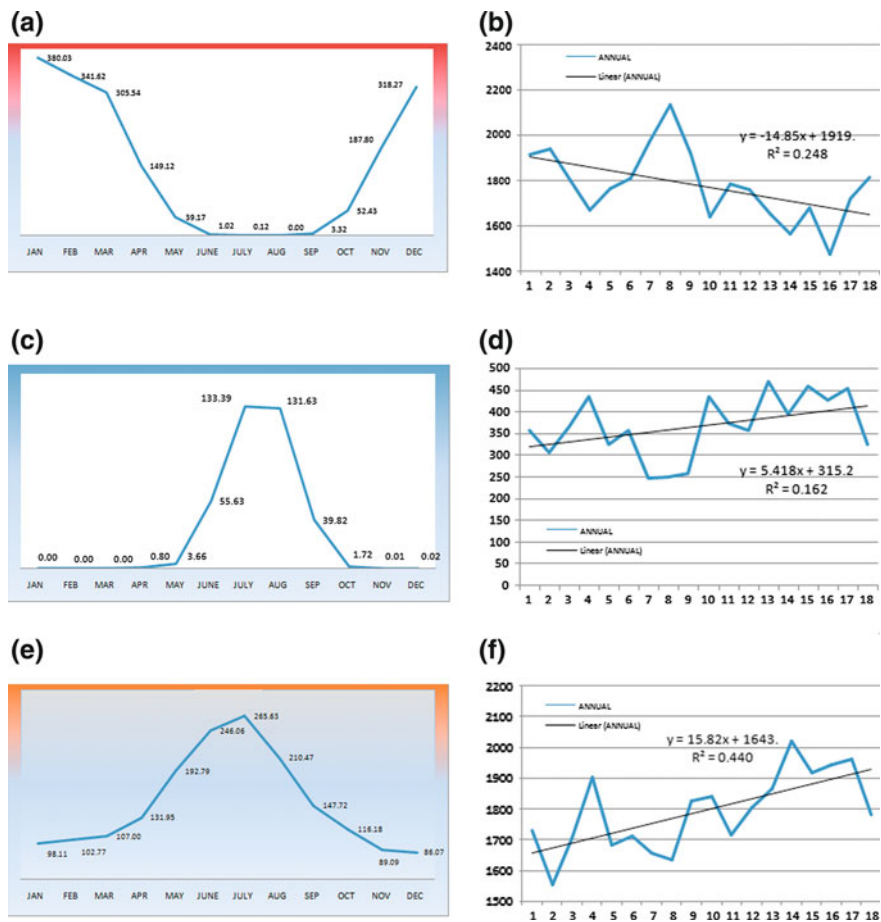 (a)
380.03
341.62
305.54
149.12
39.17
1.02
0.12
0.00
3.32
52.43
187.80
318.27
JAN FEB MAR APR MAY JUNE JULY AUG SEP OCT NOV DEC
(b)
2400
2200
2000
1800
1600
1400
ANNUAL
Linear (ANNUAL)
y = -14.85x + 1919.
R² = 0.248
1 2 3 4 5 6 7 8 9 10 11 12 13 14 15 16 17 18
(c)
0.00 0.00 0.00 0.80 3.66 55.63 133.39 131.63 39.82 1.72 0.01 0.02
JAN FEB MAR APR MAY JUNE JULY AUG SEP OCT NOV DEC
(d)
500
450
400
350
300
250
200
150
100
50
0
y = 5.418x + 315.2
R² = 0.162
ANNUAL
Linear (ANNUAL)
1 2 3 4 5 6 7 8 9 10 11 12 13 14 15 16 17 18
(e)
98.11
102.77
107.00
131.95
192.79
246.06
265.63
210.47
147.72
116.18
89.09
86.07
JAN FEB MAR APR MAY JUNE JULY AUG SEP OCT NOV DEC
(f)
2200
2100
2000
1900
1800
1700
1600
1500
ANNUAL
Linear (ANNUAL)
y = 15.82x + 1643.
R² = 0.440
1 2 3 4 5 6 7 8 9 10 11 12 13 14 15 16 17 18